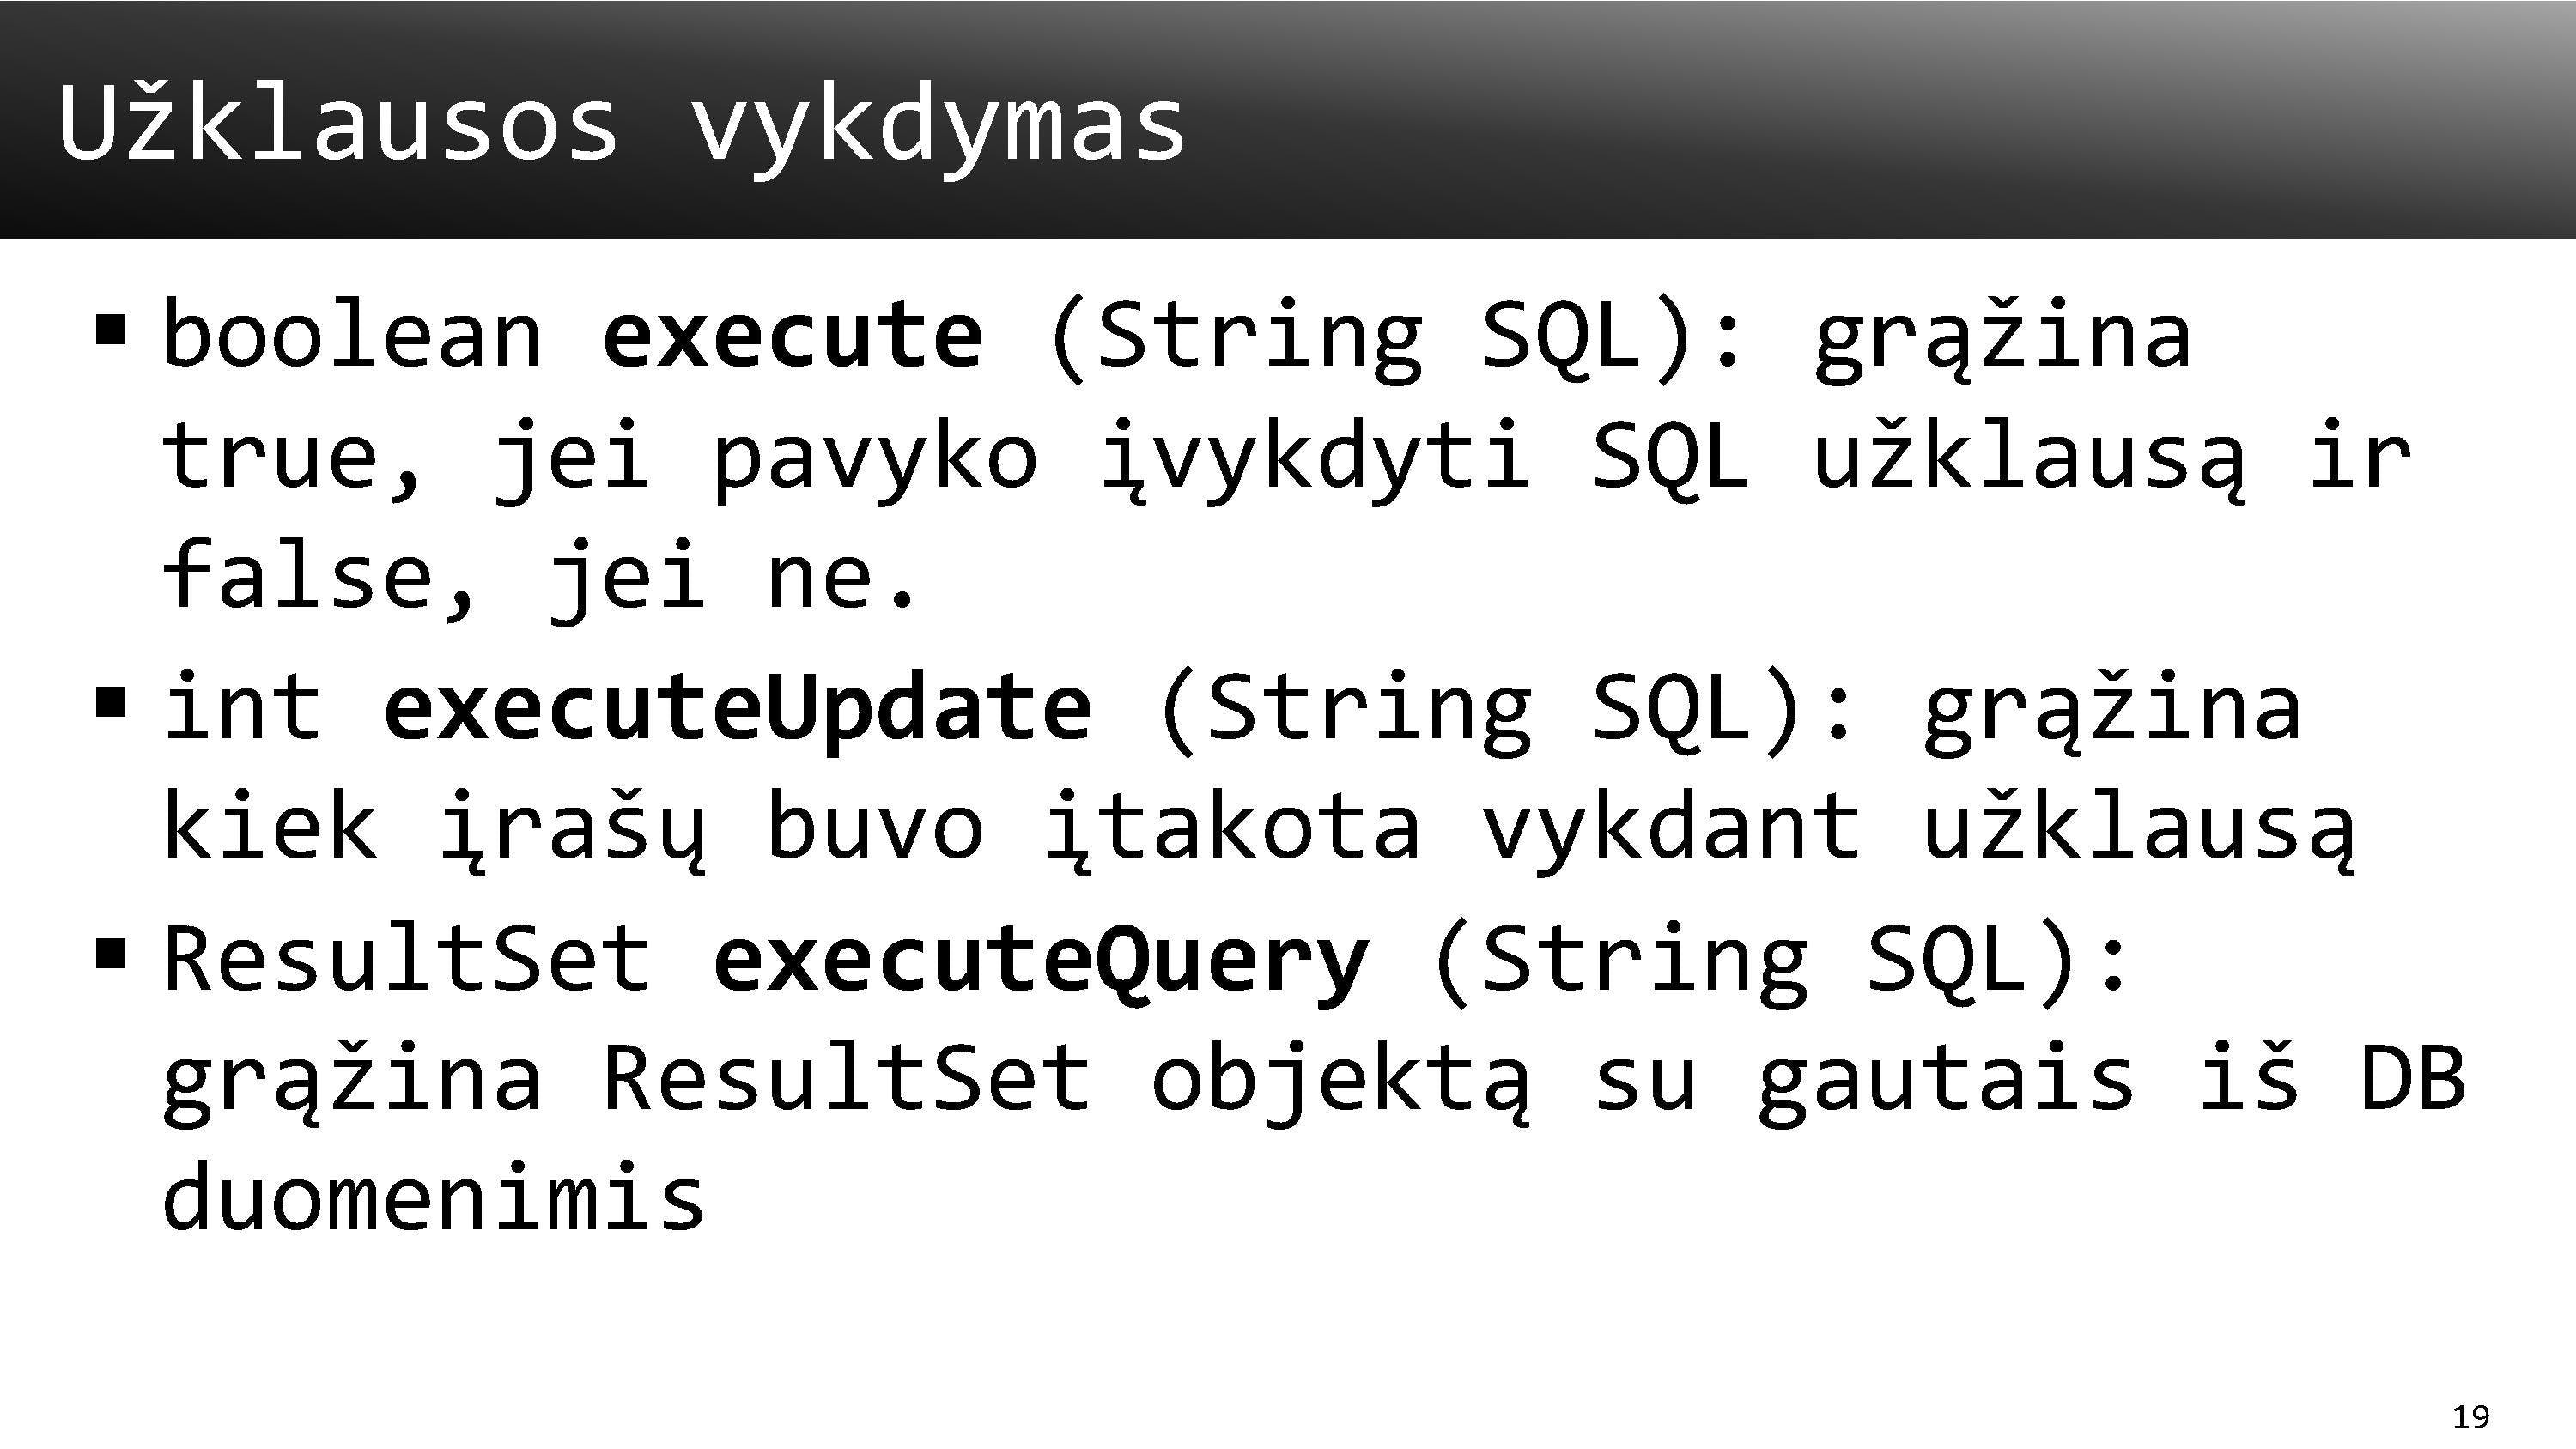 Užklausos vykdymas
▪ boolean execute (String SQL): grąžina
true, jei pavyko įvykdyti SQL užklausą ir
false, jei ne.
▪ int executeUpdate (String SQL): grąžina
kiek įrašų buvo įtakota vykdant užklausą
▪ ResultSet executeQuery (String SQL):
grąžina ResultSet objektą su gautais iš DB
duomenimis
19